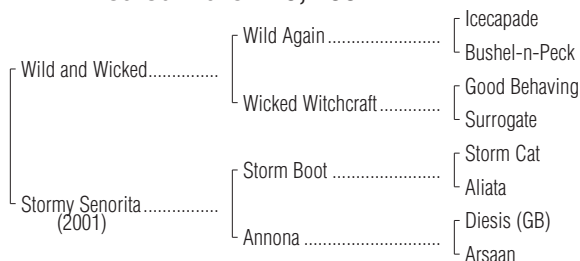 Icecapade
Wild Again
Bushel-n-Peck
Wild and Wicked
Good Behaving
Wicked Witchcraft
Surrogate
Storm Cat
Storm Boot
Aliata
Stormy Senorita
(2001)
Diesis (GB)
Annona
Arsaan